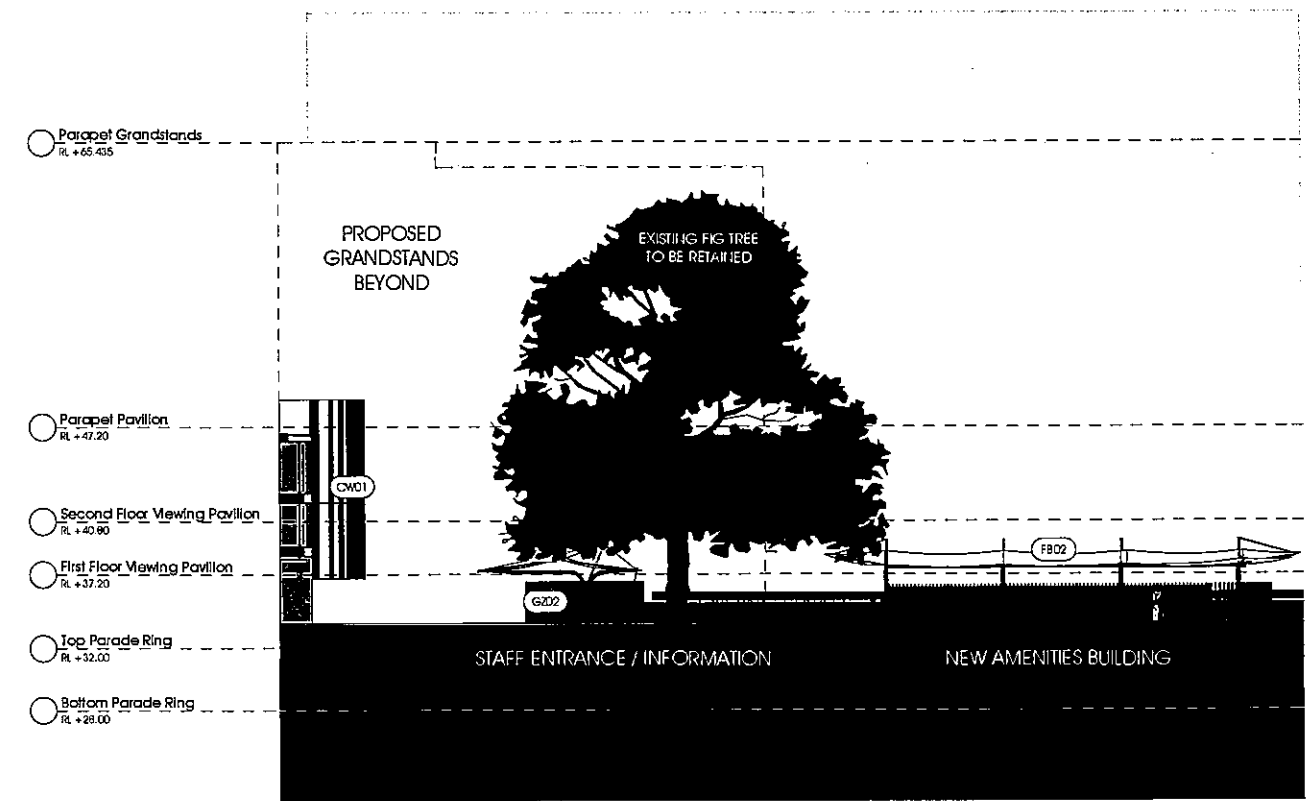 Parapet Grandstands
RL +65.435
PROPOSED
GRANDSTANDS
BEYOND
EXISTING FIG TREE
TO BE RETAINED
Parapet Pavilion
RL +47.20
CW01
Second Floor Viewing Pavilion
RL +40.80
FB02
First Floor Viewing Pavilion
RL +37.20
GZ02
Top Parade Ring
RL +32.00
STAFF ENTRANCE / INFORMATION
NEW AMENITIES BUILDING
Bottom Parade Ring
RL +28.00